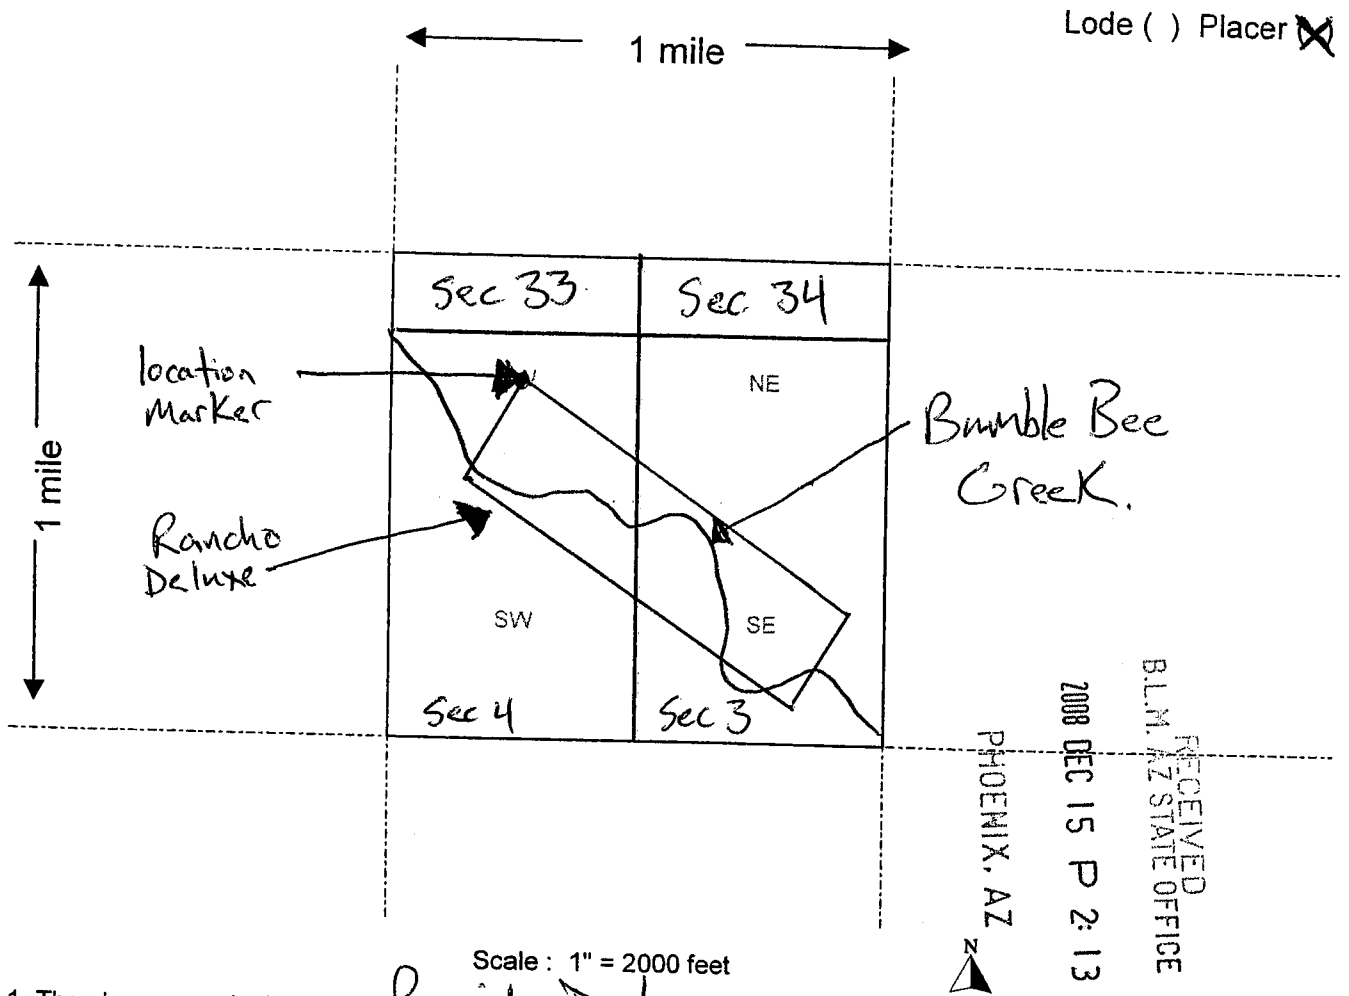 Lode ( ) Placer (X)
1 mile
Sec 33
Sec 34
location
Marker
NE
Bumble Bee
Creek.
1 mile
Rancho
Deluxe
SW
SE
Sec 4
Sec 3
RECEIVED
B.L.M. AZ STATE OFFICE
2008 DEC 15 P 2:13
PHOENIX, AZ
N
Scale : 1" = 2000 feet
1. The